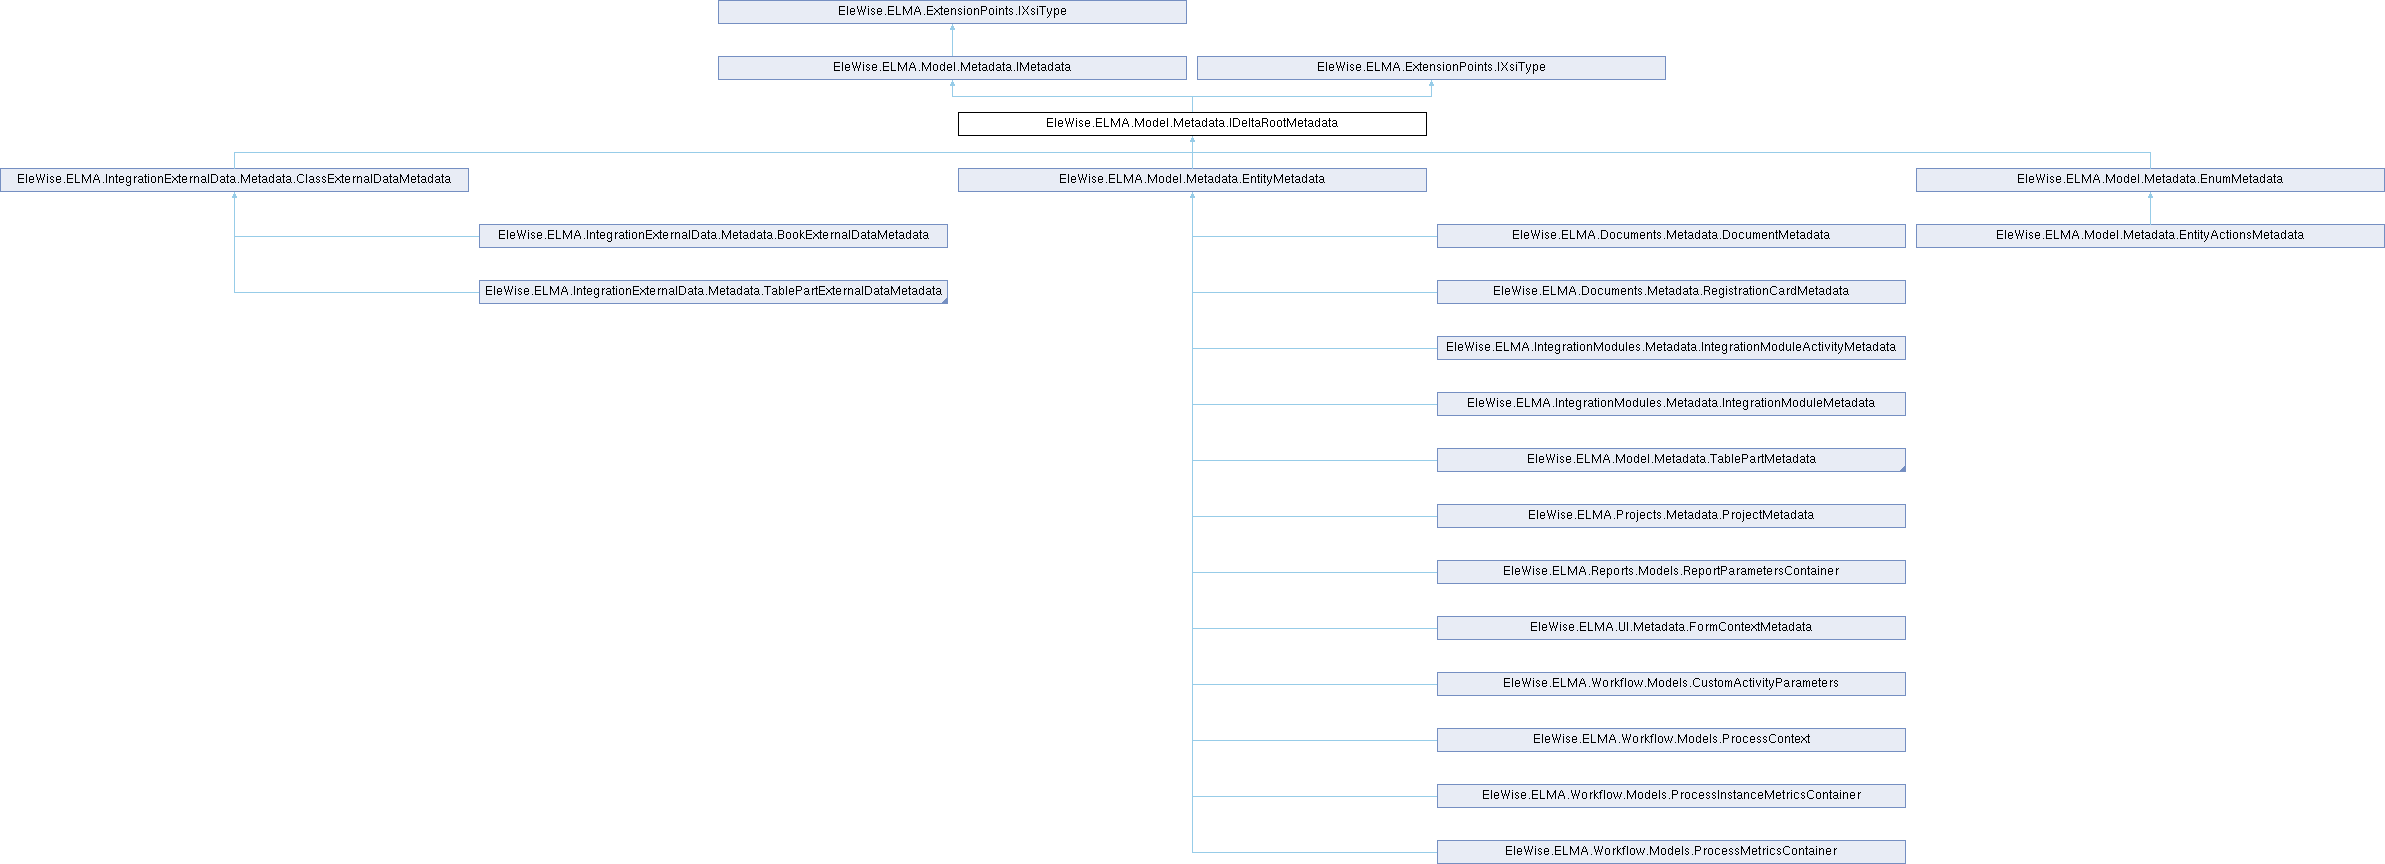 EleWise.ELMA.ExtensionPoints.IXsiType
EleWise.ELMA.Model.Metadata.IMetadata
EleWise.ELMA.ExtensionPoints.IXsiType
EleWise.ELMA.Model.Metadata.IDeltaRootMetadata
EleWise.ELMA.IntegrationExternalData.Metadata.ClassExternalDataMetadata
EleWise.ELMA.Model.Metadata.EntityMetadata
EleWise.ELMA.Model.Metadata.EnumMetadata
EleWise.ELMA.IntegrationExternalData.Metadata.BookExternalDataMetadata
EleWise.ELMA.Documents.Metadata.DocumentMetadata
EleWise.ELMA.Model.Metadata.EntityActionsMetadata
EleWise.ELMA.IntegrationExternalData.Metadata.TablePartExternalDataMetadata
EleWise.ELMA.Documents.Metadata.RegistrationCardMetadata
EleWise.ELMA.IntegrationModules.Metadata.IntegrationModuleActivityMetadata
EleWise.ELMA.IntegrationModules.Metadata.IntegrationModuleMetadata
EleWise.ELMA.Model.Metadata.TablePartMetadata
EleWise.ELMA.Projects.Metadata.ProjectMetadata
EleWise.ELMA.Reports.Models.ReportParametersContainer
EleWise.ELMA.UI.Metadata.FormContextMetadata
EleWise.ELMA.Workflow.Models.CustomActivityParameters
EleWise.ELMA.Workflow.Models.ProcessContext
EleWise.ELMA.Workflow.Models.ProcessInstanceMetricsContainer
EleWise.ELMA.Workflow.Models.ProcessMetricsContainer